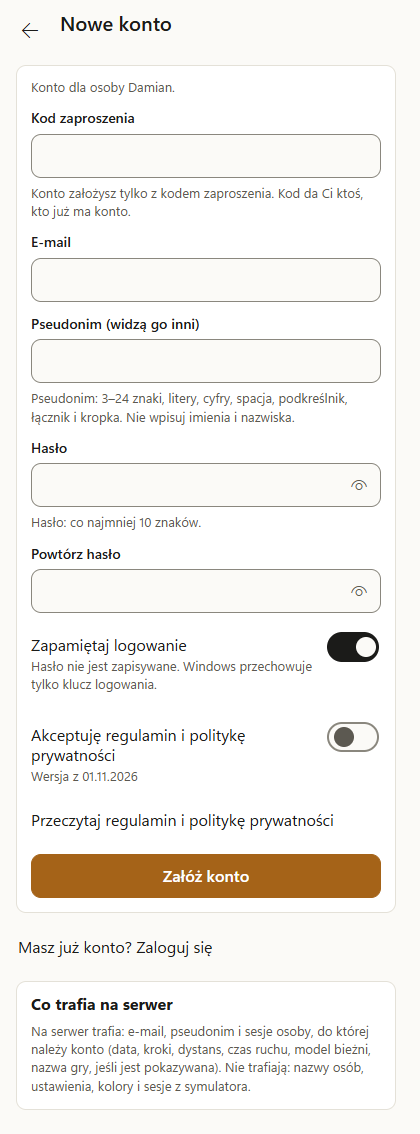 Nowe konto
Konto dla osoby Damian.
Kod zaproszenia
Konto założysz tylko z kodem zaproszenia. Kod da Ci ktoś,
kto już ma konto.
E-mail
Pseudonim (widzą go inni)
Pseudonim: 3–24 znaki, litery, cyfry, spacja, podkreślnik,
łącznik i kropka. Nie wpisuj imienia i nazwiska.
Hasło
Hasło: co najmniej 10 znaków.
Powtórz hasło
Zapamiętaj logowanie
Hasło nie jest zapisywane. Windows przechowuje
tylko klucz logowania.
Akceptuję regulamin i politykę
prywatności
Wersja z 01.11.2026
Przeczytaj regulamin i politykę prywatności
Załóż konto
Masz już konto? Zaloguj się
Co trafia na serwer
Na serwer trafia: e-mail, pseudonim i sesje osoby, do której
należy konto (data, kroki, dystans, czas ruchu, model bieżni,
nazwa gry, jeśli jest pokazywana). Nie trafiają: nazwy osób,
ustawienia, kolory i sesje z symulatora.